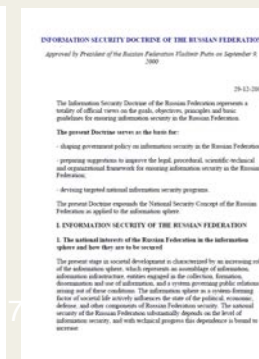 INFORMATION SECURITY DOCTRINE OF THE RUSSIAN FEDERATION
Approved by President of the Russian Federation Vladimir Putin on September 9,
2000
29-12-20
The Information Security Doctrine of the Russian Federation represents a
totality of official views on the goals, objectives, principles and basic
guidelines for ensuring information security in the Russian Federation.
The present Doctrine serves as the basis for:
- shaping government policy on information security in the Russian Federation
- preparing suggestions to improve the legal, procedural, scientific-technical
and organizational framework for ensuring information security in the Russian
Federation;
- devising targeted national information security programs.
The present Doctrine expounds the National Security Concept of the Russian
Federation as applied to the information sphere.
I. INFORMATION SECURITY OF THE RUSSIAN FEDERATION
1. The national interests of the Russian Federation in the information
sphere and how they are to be secured
The present stage in societal development is characterized by an increasing rol
of the information sphere, which represents an assemblage of information,
information infrastructure, entities engaged in the collection, formation,
dissemination and use of information, and a system governing public relations
arising out of these conditions. The information sphere as a system-forming
factor of societal life actively influences the state of the political, economic,
defense, and other components of Russian Federation security. The national
security of the Russian Federation substantially depends on the level of
information security, and with technical progress this dependence is bound to
increase
7